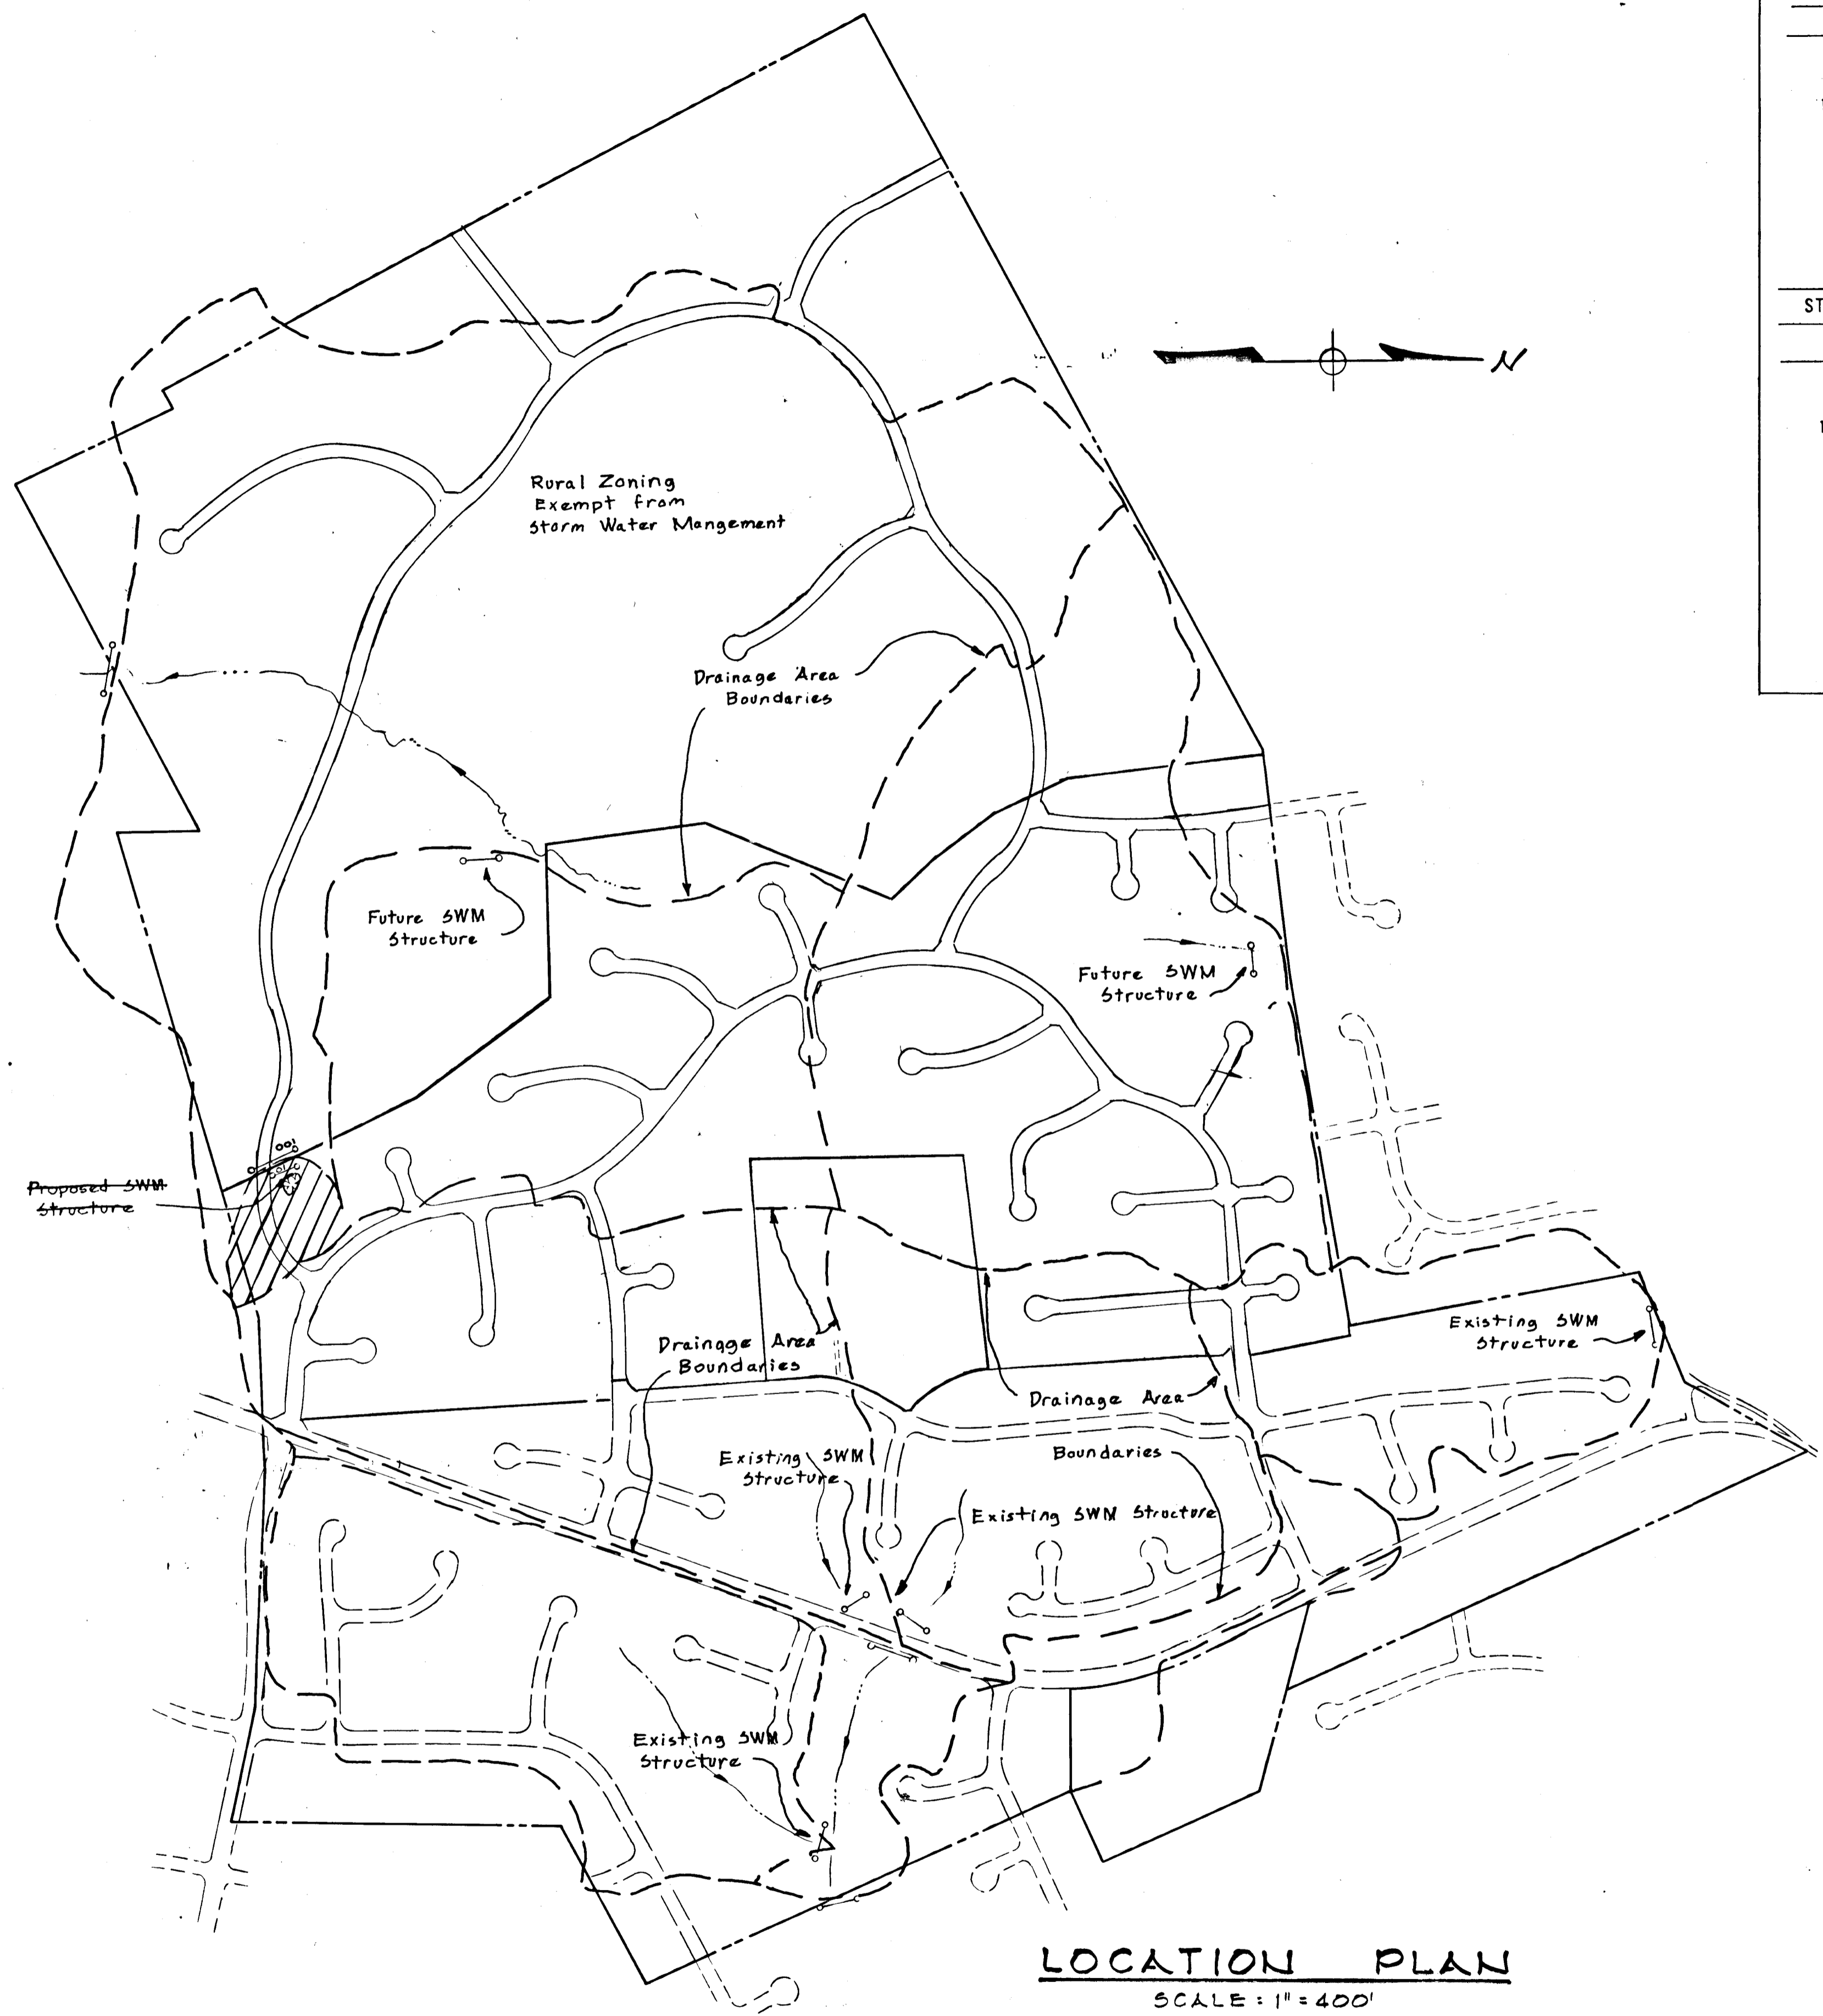 ST
N
Rural Zoning
Exempt from
Storm Water Mangement
Drainage Area
Boundaries
Future SWM
Structure
Future SWM
Structure
100
Proposed SWM
Structure
Existing SWM
Structure
Drainage Area
Boundaries
Drainage Area
Boundaries
Existing SWM
Structure
Existing SWM Structure
Existing SWM
Structure
LOCATION PLAN
SCALE: 1" = 400'